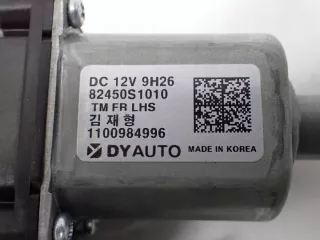 DC 12V 9H26
82450S1010
TM FR LHS
김재형
1100984996
DYAUTO MADE IN KOREA